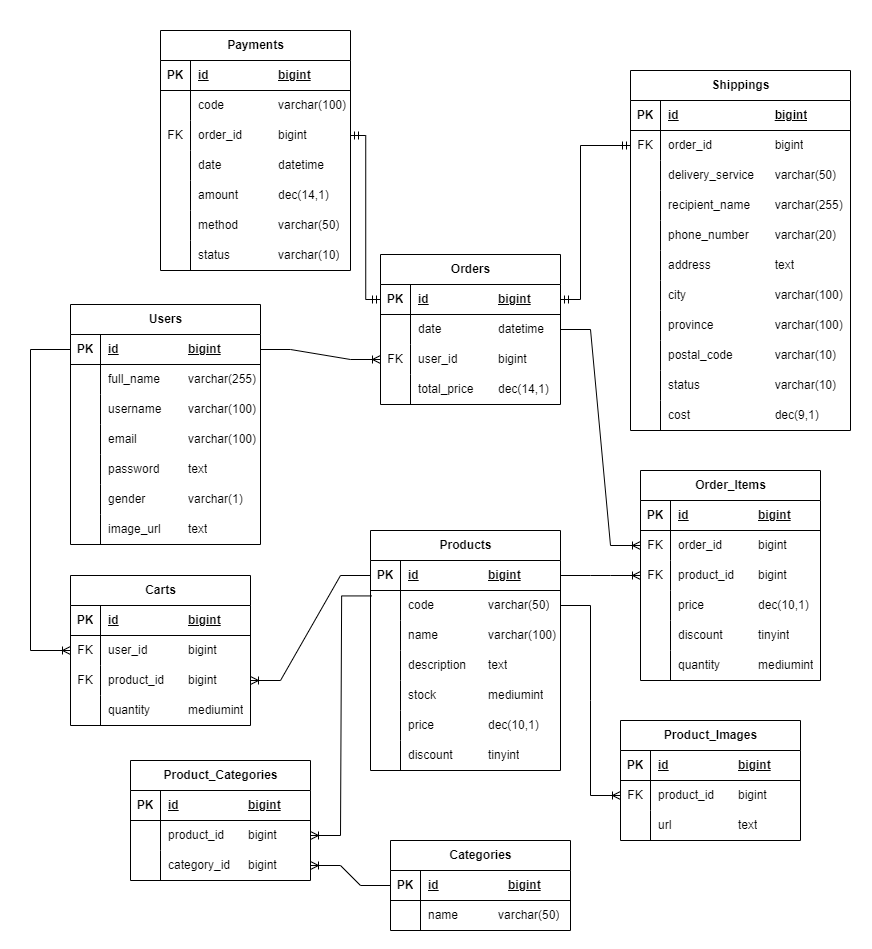 Payments
PK id bigint
code varchar(100)
FK order_id bigint
date datetime
amount dec(14,1)
method varchar(50)
status varchar(10)
Shippings
PK id bigint
FK order_id bigint
delivery_service varchar(50)
recipient_name varchar(255)
phone_number varchar(20)
address text
city varchar(100)
province varchar(100)
postal_code varchar(10)
status varchar(10)
cost dec(9,1)
Orders
PK id bigint
date datetime
FK user_id bigint
total_price dec(14,1)
Users
PK id bigint
full_name varchar(255)
username varchar(100)
email varchar(100)
password text
gender varchar(1)
image_url text
Order_Items
PK id bigint
FK order_id bigint
FK product_id bigint
price dec(10,1)
discount tinyint
quantity mediumint
Products
PK id bigint
code varchar(50)
name varchar(100)
description text
stock mediumint
price dec(10,1)
discount tinyint
Carts
PK id bigint
FK user_id bigint
FK product_id bigint
quantity mediumint
Product_Images
PK id bigint
FK product_id bigint
url text
Product_Categories
PK id bigint
product_id bigint
category_id bigint
Categories
PK id bigint
name varchar(50)